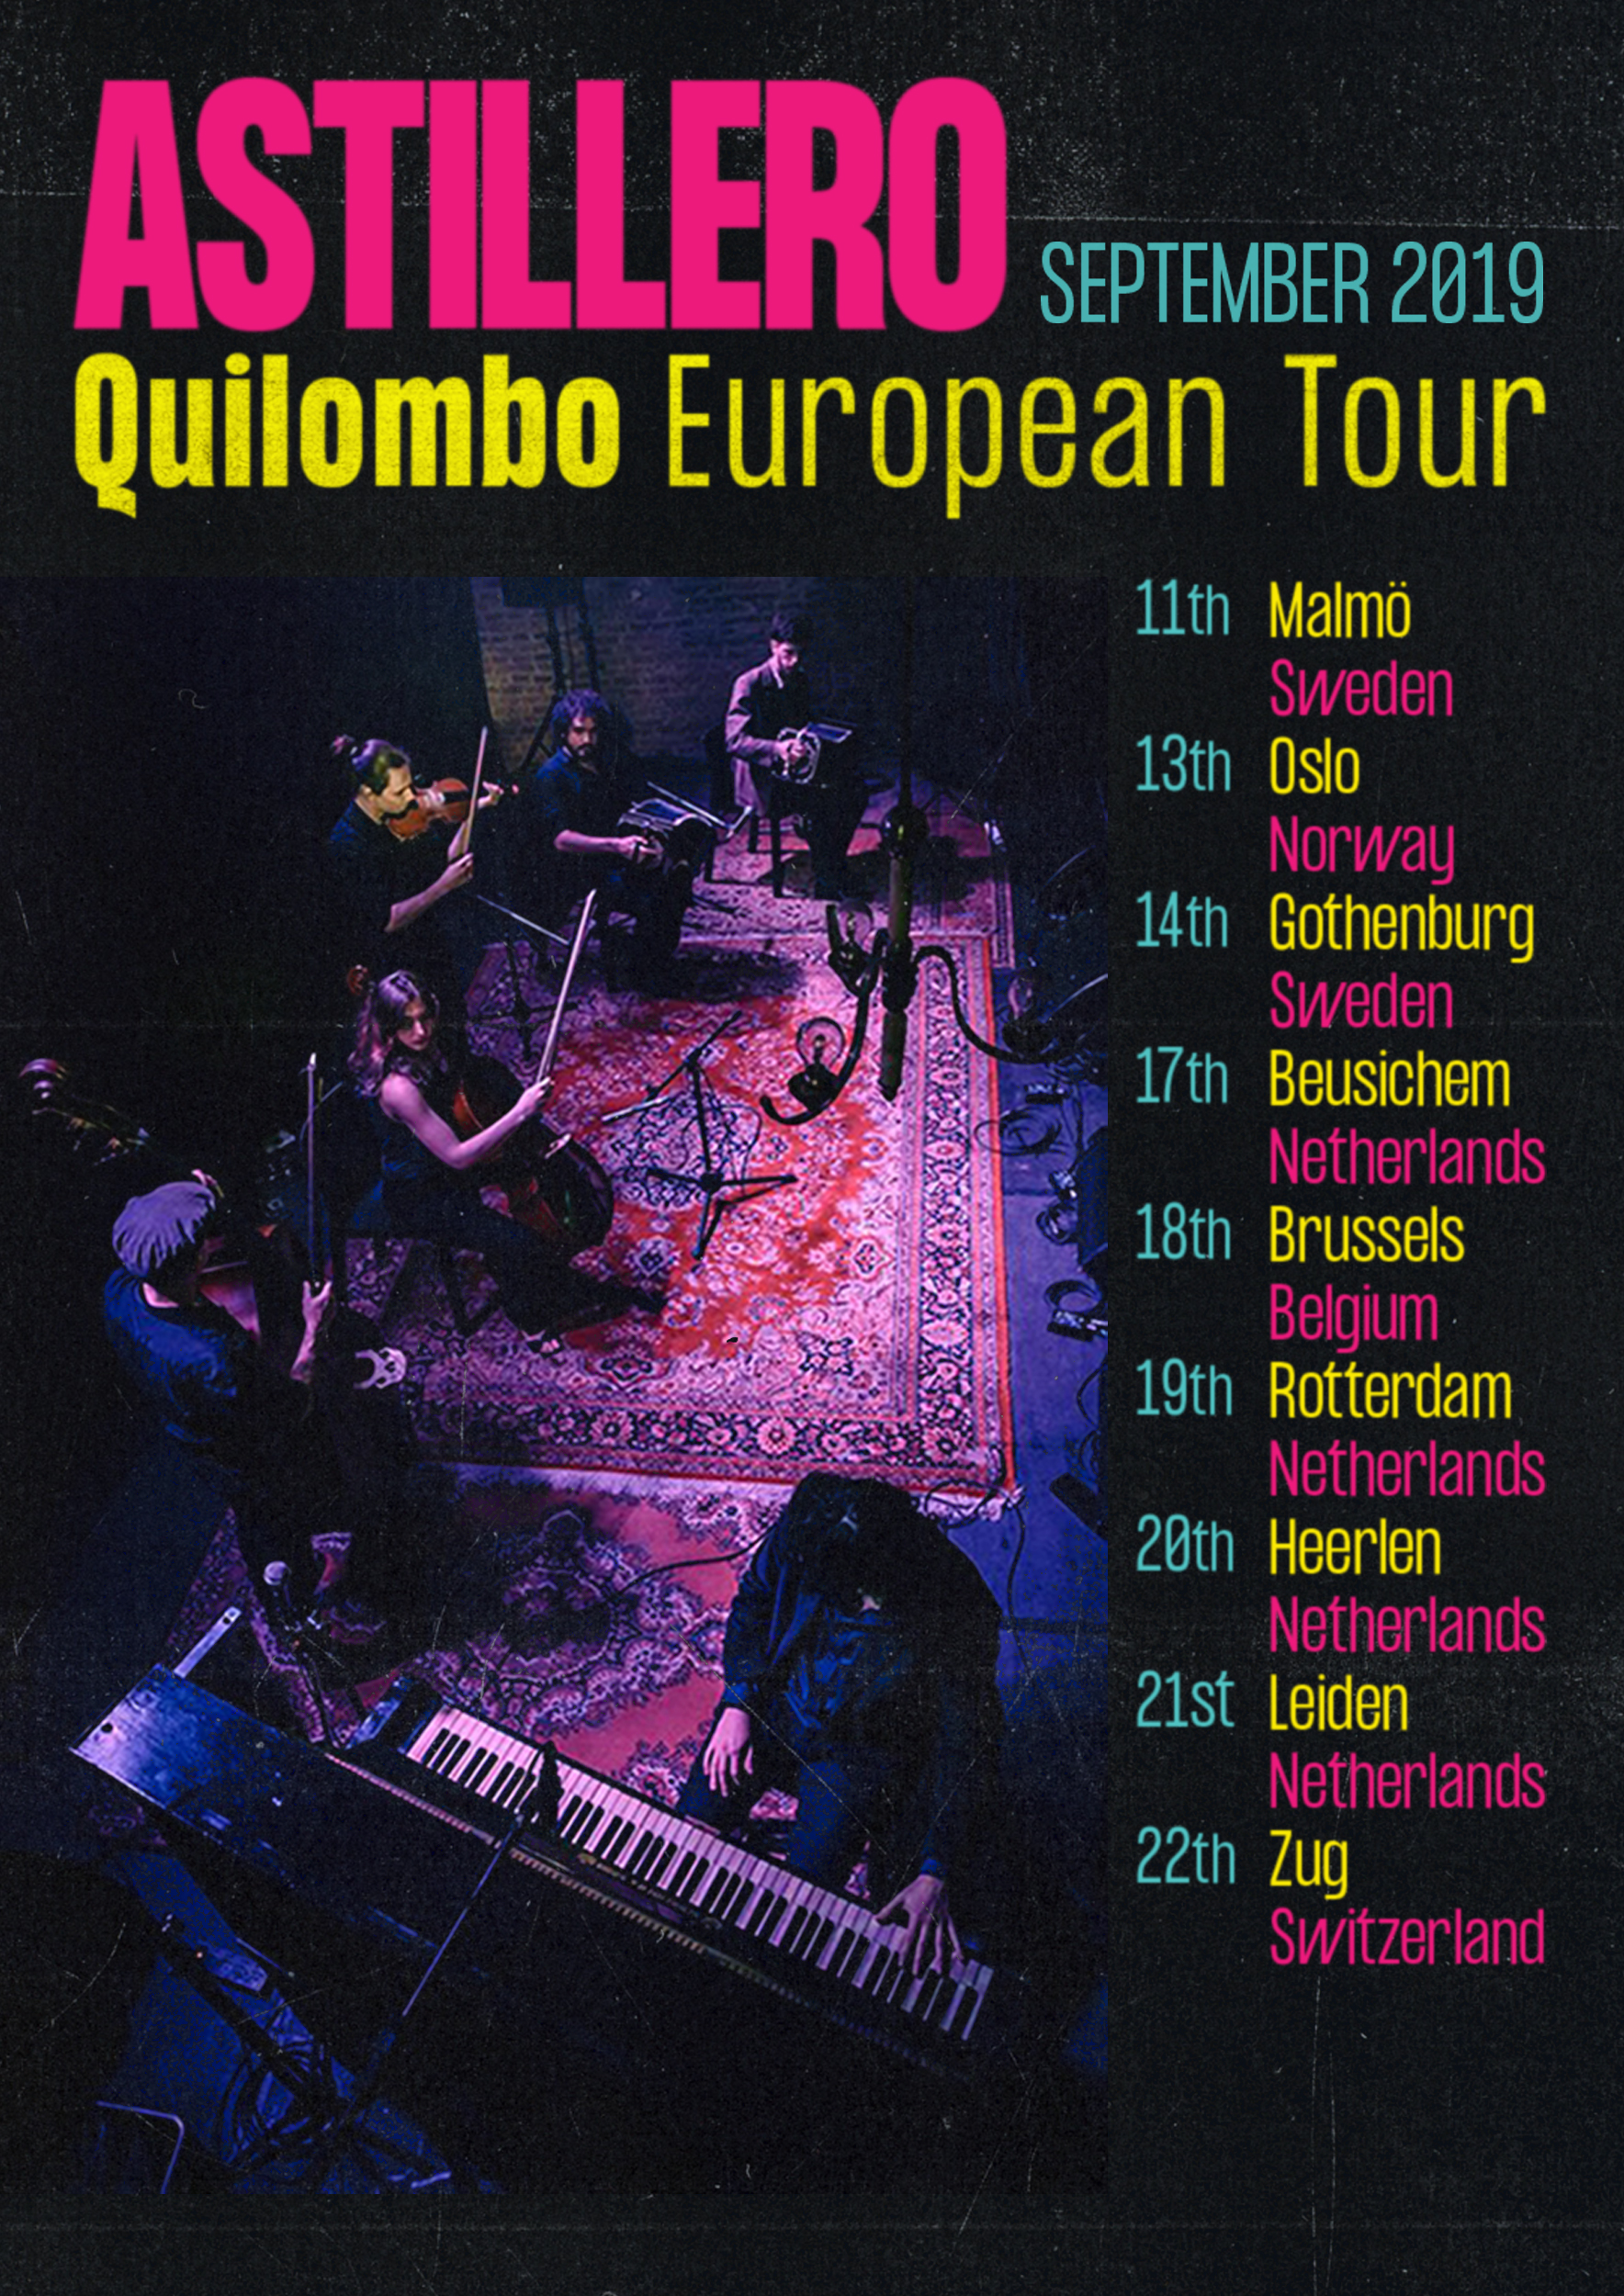 ASTILLERO SEPTEMBER 2019
Quilombo European Tour
11th Malmö
Sweden
13th Oslo
Norway
14th Gothenburg
Sweden
17th Beusichem
Netherlands
18th Brussels
Belgium
19th Rotterdam
Netherlands
20th Heerlen
Netherlands
21st Leiden
Netherlands
22th Zug
Switzerland